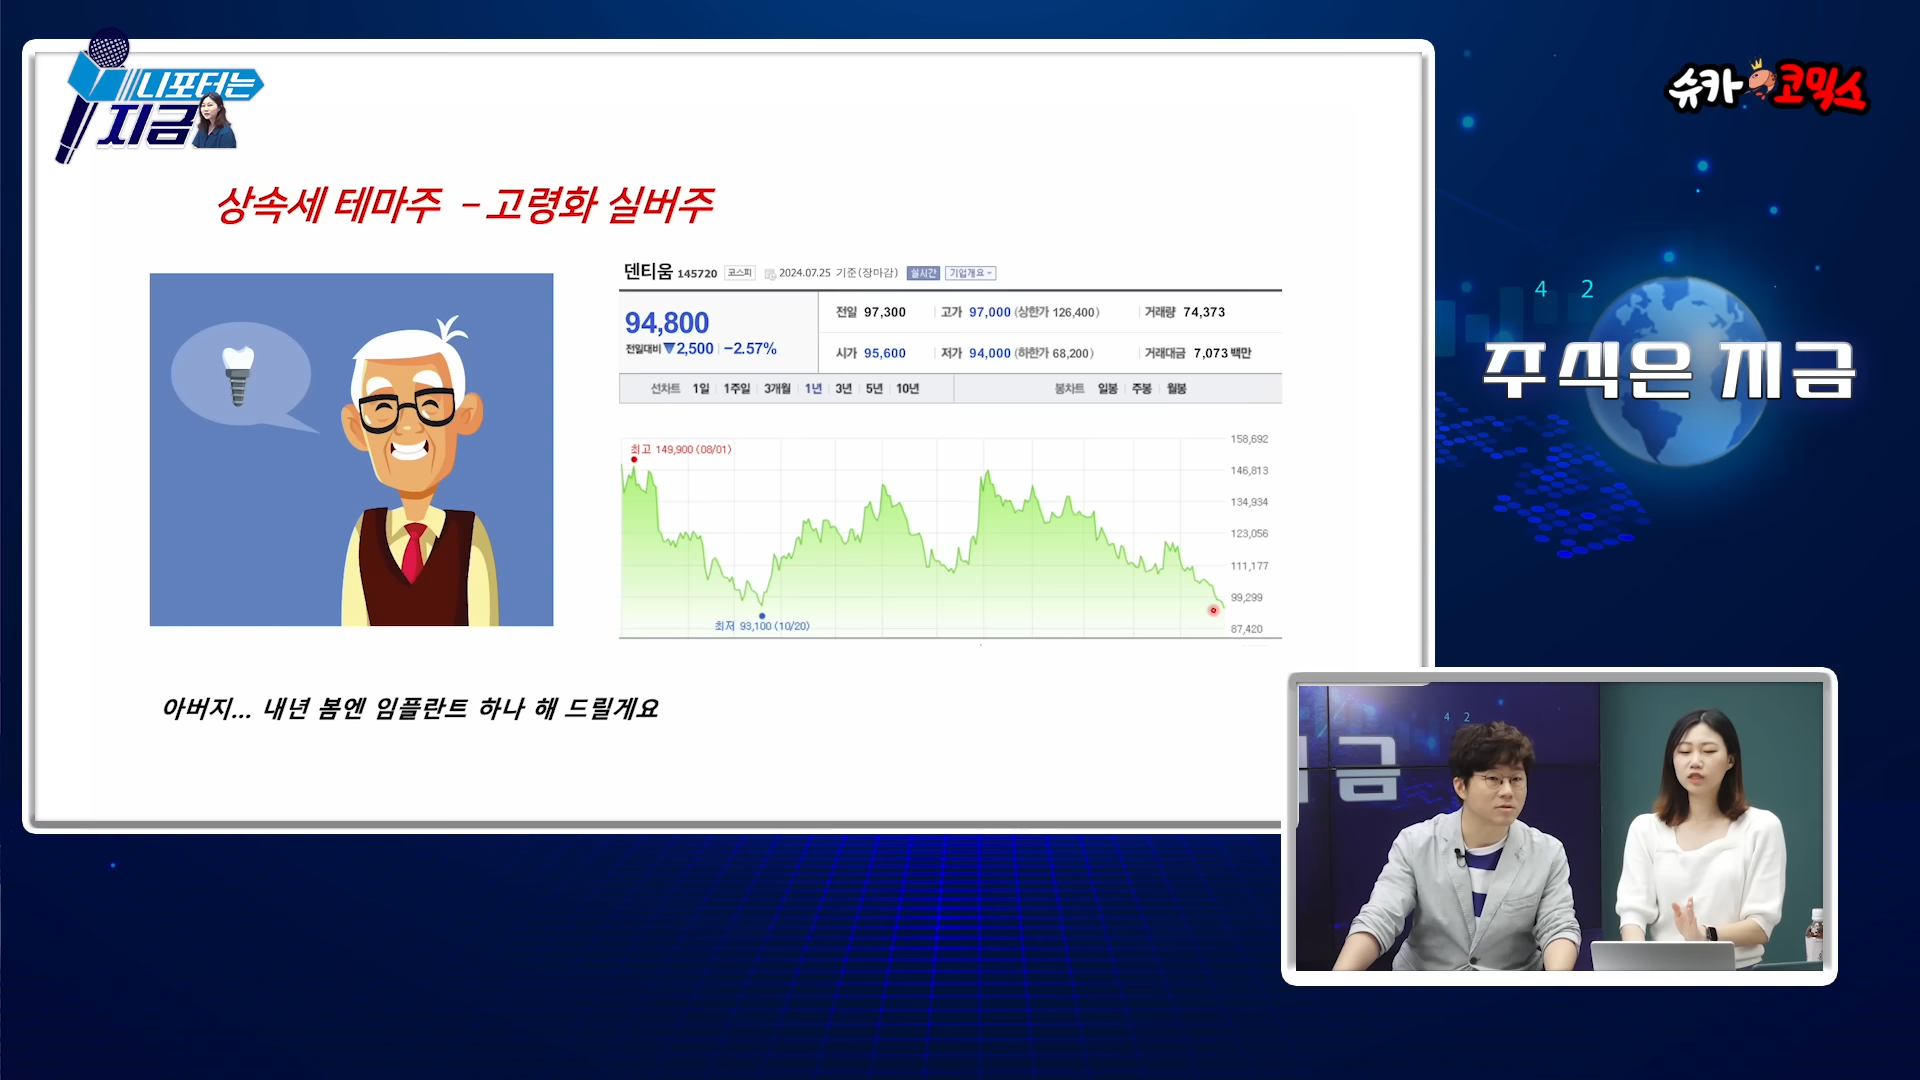 니포터는
지금
슈카코믹스
상속세 테마주 - 고령화 실버주
덴티움 145720 코스피 2024.07.25 기준(장마감) 실시간 기업개요
94,800
전일대비 ▼2,500 -2.57%
전일 97,300 고가 97,000 (상한가 126,400) 거래량 74,373
시가 95,600 저가 94,000 (하한가 68,200) 거래대금 7,073 백만
선차트 1일 1주일 3개월 1년 3년 5년 10년 봉차트 일봉 주봉 월봉
최고 149,900 (08/01)
최저 93,100 (10/20)
158,692
146,813
134,934
123,056
111,177
99,299
87,420
아버지... 내년 봄엔 임플란트 하나 해 드릴게요
4 2
주식은 지금
4 2
금